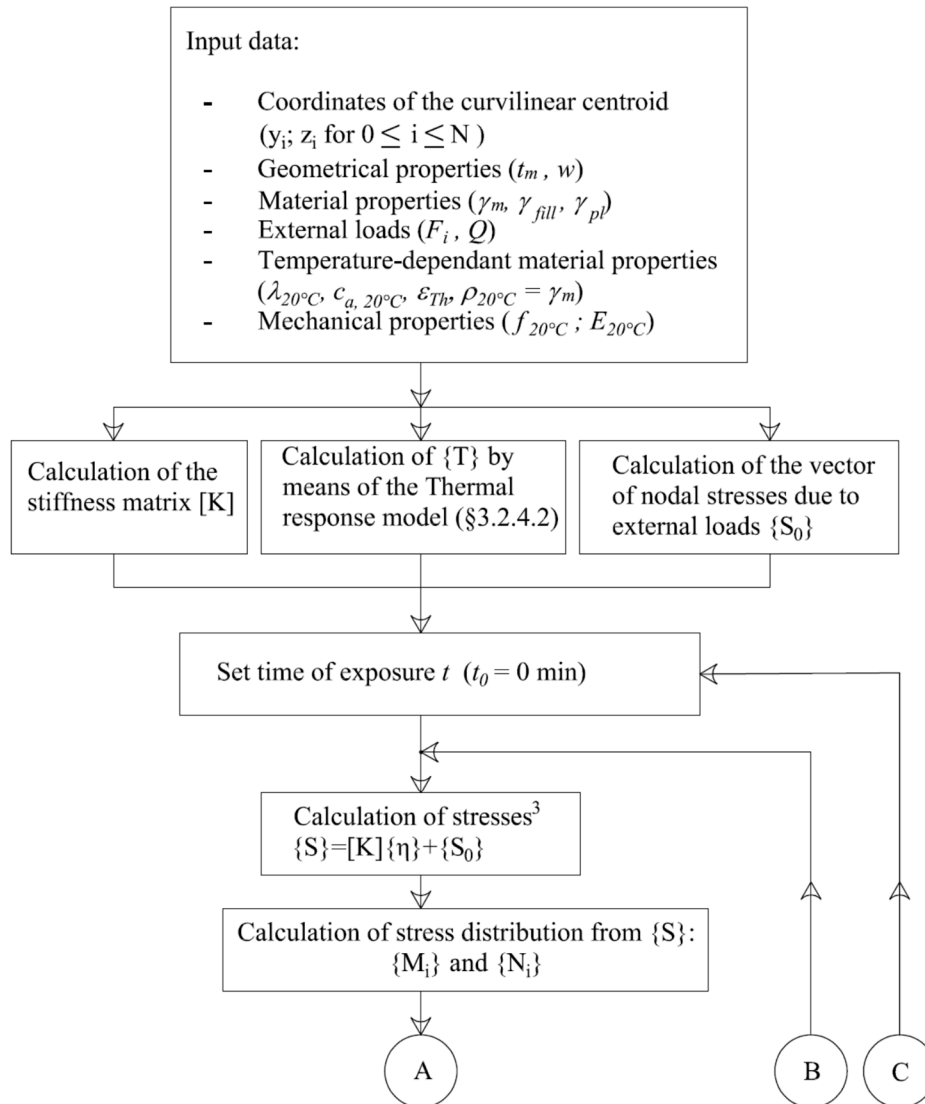 Input data:
- Coordinates of the curvilinear centroid
(yi; zi for 0 ≤ i ≤ N )
- Geometrical properties (tm , w)
- Material properties (γm, γfill, γpl)
- External loads (Fi , Q)
- Temperature-dependant material properties
(λ20°C, ca, 20°C, εTh, ρ20°C = γm)
- Mechanical properties ( f20°C ; E20°C)
Calculation of the
stiffness matrix [K]
Calculation of {T} by
means of the Thermal
response model (§3.2.4.2)
Calculation of the vector
of nodal stresses due to
external loads {S0}
Set time of exposure t (t0 = 0 min)
Calculation of stresses3
{S}=[K]{η}+{S0}
Calculation of stress distribution from {S}:
{Mi} and {Ni}
A
B
C